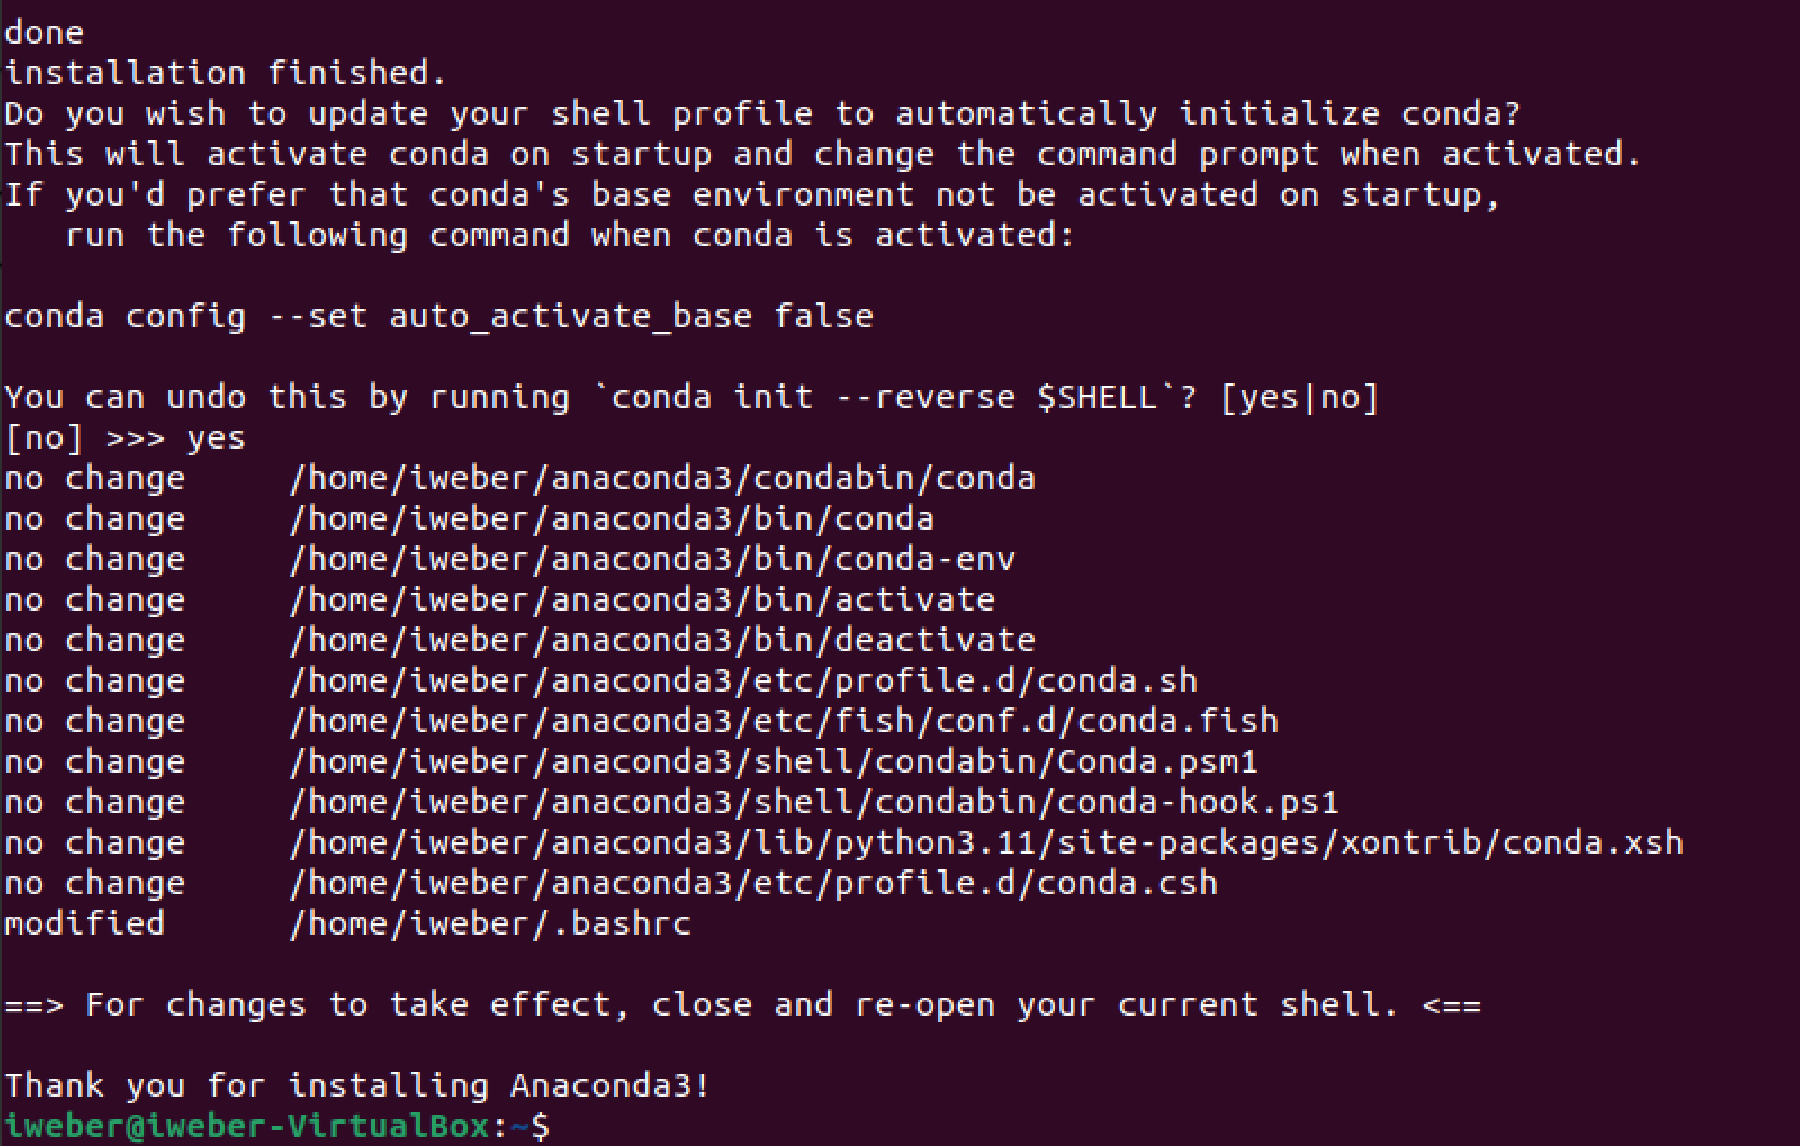 done
installation finished.
Do you wish to update your shell profile to automatically initialize conda?
This will activate conda on startup and change the command prompt when activated.
If you'd prefer that conda's base environment not be activated on startup,
   run the following command when conda is activated:

conda config --set auto_activate_base false

You can undo this by running `conda init --reverse $SHELL`? [yes|no]
[no] >>> yes
no change     /home/iweber/anaconda3/condabin/conda
no change     /home/iweber/anaconda3/bin/conda
no change     /home/iweber/anaconda3/bin/conda-env
no change     /home/iweber/anaconda3/bin/activate
no change     /home/iweber/anaconda3/bin/deactivate
no change     /home/iweber/anaconda3/etc/profile.d/conda.sh
no change     /home/iweber/anaconda3/etc/fish/conf.d/conda.fish
no change     /home/iweber/anaconda3/shell/condabin/Conda.psm1
no change     /home/iweber/anaconda3/shell/condabin/conda-hook.ps1
no change     /home/iweber/anaconda3/lib/python3.11/site-packages/xontrib/conda.xsh
no change     /home/iweber/anaconda3/etc/profile.d/conda.csh
modified      /home/iweber/.bashrc

==> For changes to take effect, close and re-open your current shell. <==

Thank you for installing Anaconda3!
iweber@iweber-VirtualBox:~$